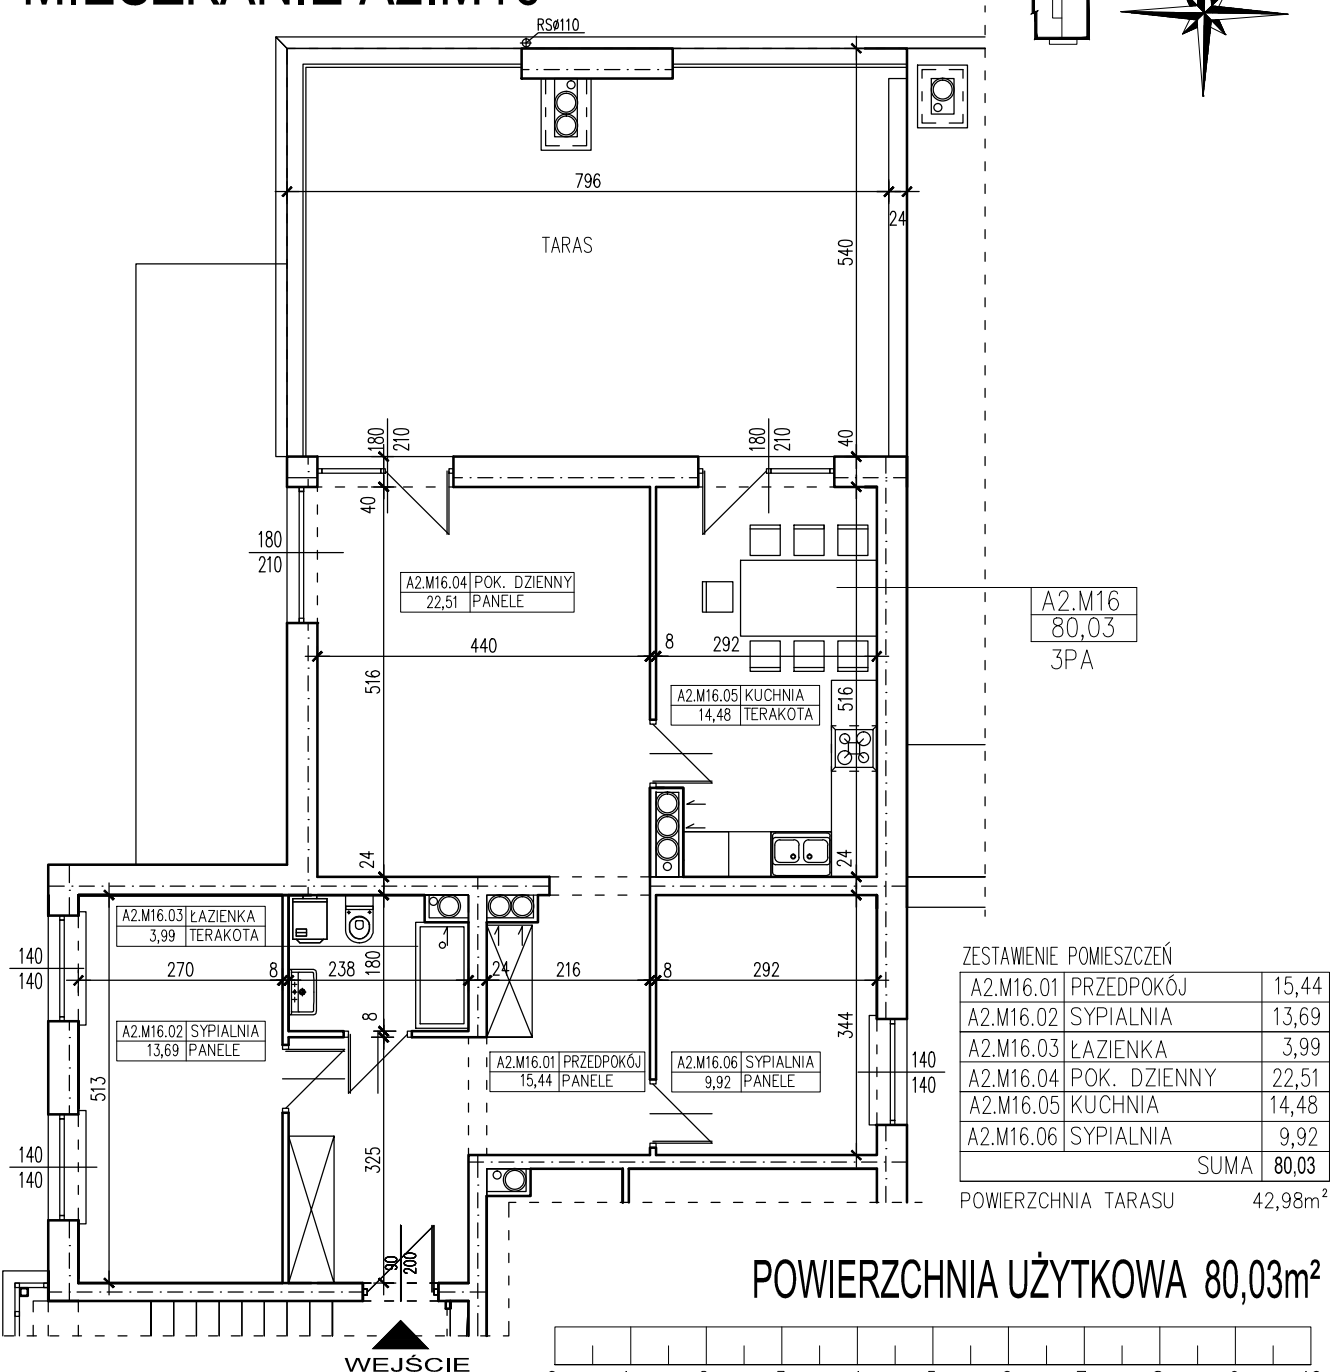 RSø110
796
24
TARAS
540
180
210
180
210
40
40
180
210
A2.M16.04 POK. DZIENNY
22,51 PANELE
A2.M16
80,03
3PA
440
8
292
516
A2.M16.05 KUCHNIA
14,48 TERAKOTA
516
24
24
A2.M16.03 ŁAZIENKA
3,99 TERAKOTA
140
140
270
8
238
180
24
216
8
292
8
344
A2.M16.02 SYPIALNIA
13,69 PANELE
A2.M16.01 PRZEDPOKÓJ
15,44 PANELE
A2.M16.06 SYPIALNIA
9,92 PANELE
140
140
513
140
140
325
90
200
WEJŚCIE
ZESTAWIENIE POMIESZCZEŃ
A2.M16.01 PRZEDPOKÓJ 15,44
A2.M16.02 SYPIALNIA 13,69
A2.M16.03 ŁAZIENKA 3,99
A2.M16.04 POK. DZIENNY 22,51
A2.M16.05 KUCHNIA 14,48
A2.M16.06 SYPIALNIA 9,92
SUMA 80,03
POWIERZCHNIA TARASU 42,98m²
POWIERZCHNIA UŻYTKOWA 80,03m²